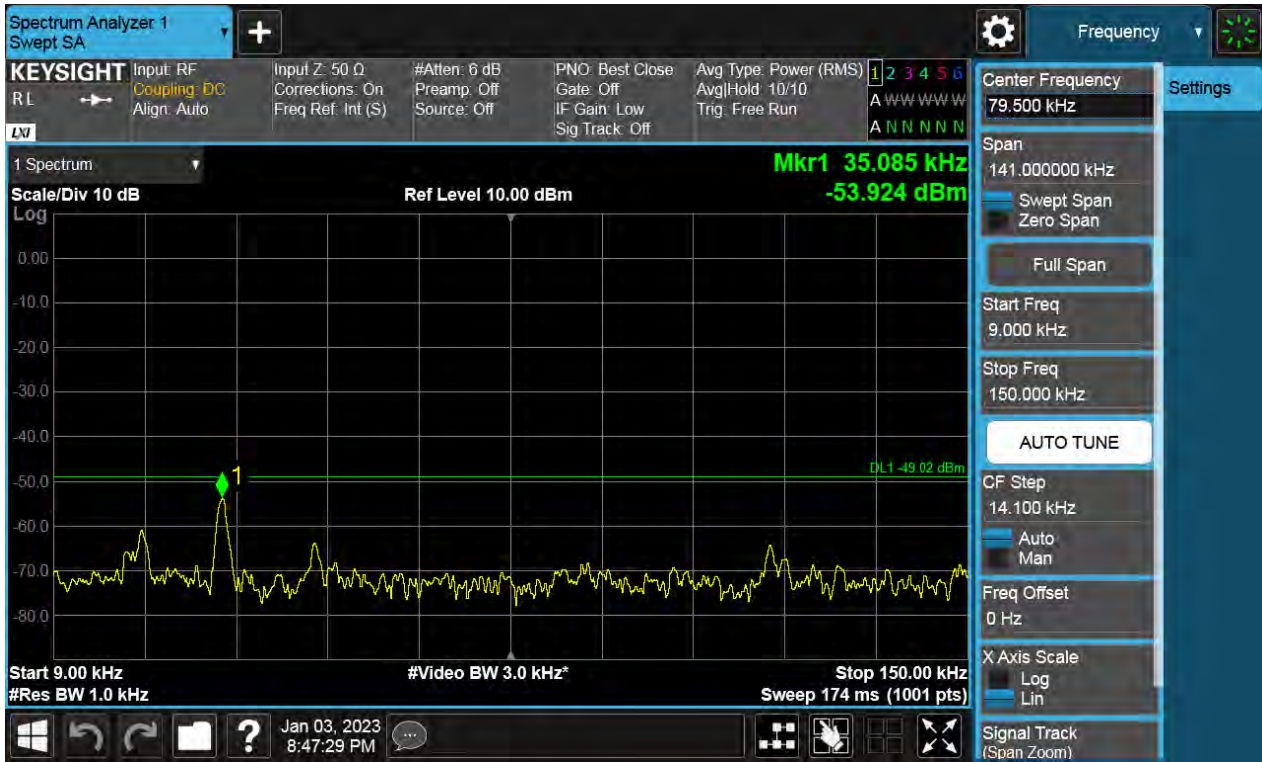 Spectrum Analyzer 1
Swept SA
+
Frequency
KEYSIGHT
R L
LXI
Input: RF
Coupling: DC
Align: Auto
Input Z: 50 Ω
Corrections: On
Freq Ref: Int (S)
#Atten: 6 dB
Preamp: Off
Source: Off
PNO: Best Close
Gate: Off
IF Gain: Low
Sig Track: Off
Avg Type: Power (RMS)
Avg|Hold: 10/10
Trig: Free Run
1 2 3 4 5 6
A W W W W W
A N N N N N
1 Spectrum
Scale/Div 10 dB
Ref Level 10.00 dBm
Mkr1 35.085 kHz
-53.924 dBm
Log
0.00
-10.0
-20.0
-30.0
-40.0
-50.0
-60.0
-70.0
-80.0
1
DL1 -49.02 dBm
Start 9.00 kHz
#Video BW 3.0 kHz*
Stop 150.00 kHz
#Res BW 1.0 kHz
Sweep 174 ms (1001 pts)
Center Frequency
79.500 kHz
Settings
Span
141.000000 kHz
Swept Span
Zero Span
Full Span
Start Freq
9.000 kHz
Stop Freq
150.000 kHz
AUTO TUNE
CF Step
14.100 kHz
Auto
Man
Freq Offset
0 Hz
X Axis Scale
Log
Lin
Signal Track
(Span Zoom)
?
Jan 03, 2023
8:47:29 PM